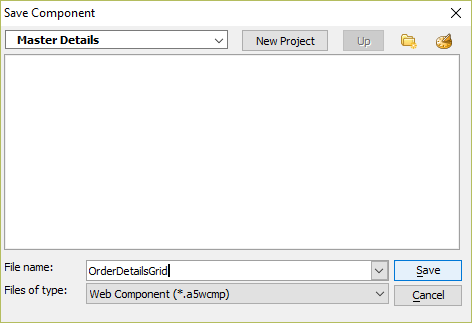 Save Component
Master Details New Project Up
File name: OrderDetailsGrid Save
Files of type: Web Component (*.a5wcmp) Cancel